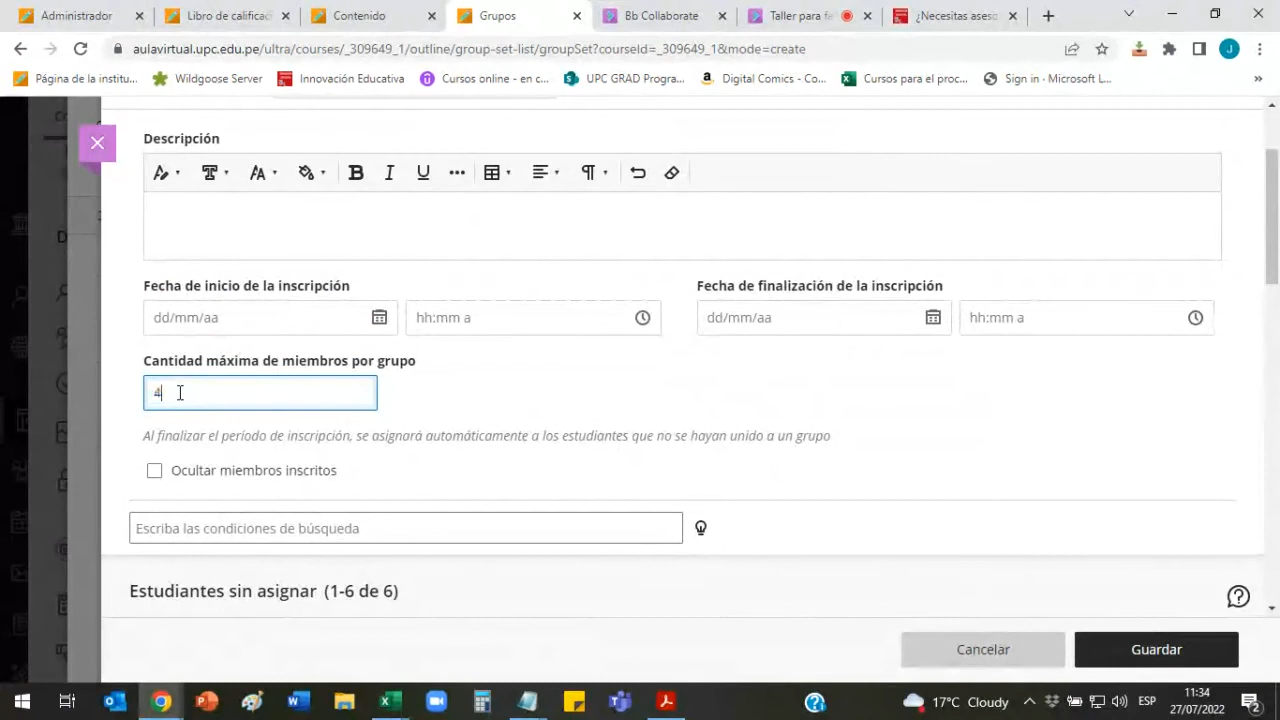 Administrador
Libro de calificac
Contenido
Grupos
Bb Collaborate
Taller para fa
¿Necesitas aseso
aulavirtual.upc.edu.pe/ultra/courses/_309649_1/outline/group-set-list/groupSet?courseId=_309649_1&mode=create
J
Página de la institu...
Wildgoose Server
Innovación Educativa
Cursos online - en c...
UPC GRAD Progra...
Digital Comics - Co...
Cursos para el proc...
Sign in - Microsoft L...
»
Descripción
Fecha de inicio de la inscripción
Fecha de finalización de la inscripción
dd/mm/aa
hh:mm a
dd/mm/aa
hh:mm a
Cantidad máxima de miembros por grupo
4
Al finalizar el período de inscripción, se asignará automáticamente a los estudiantes que no se hayan unido a un grupo
Ocultar miembros inscritos
Escriba las condiciones de búsqueda
Estudiantes sin asignar (1-6 de 6)
Cancelar
Guardar
17°C Cloudy
ESP
11:34
27/07/2022
2